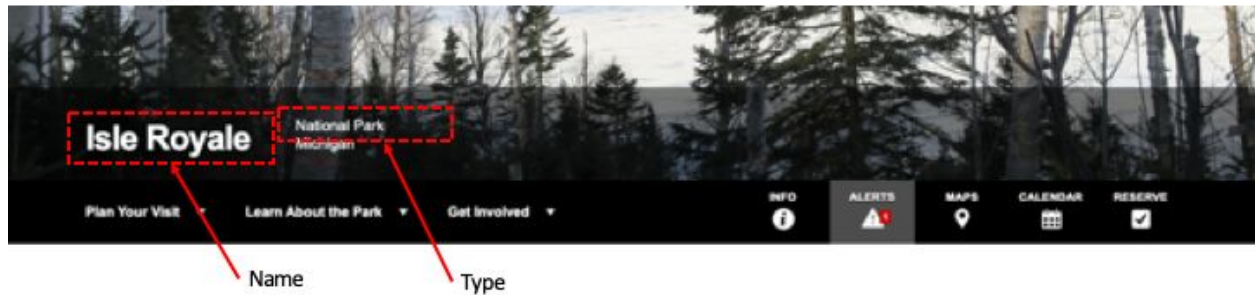 Isle Royale
National Park
Michigan
Plan Your Visit
Learn About the Park
Get Involved
INFO
ALERTS
1
MAPS
CALENDAR
RESERVE
Name
Type